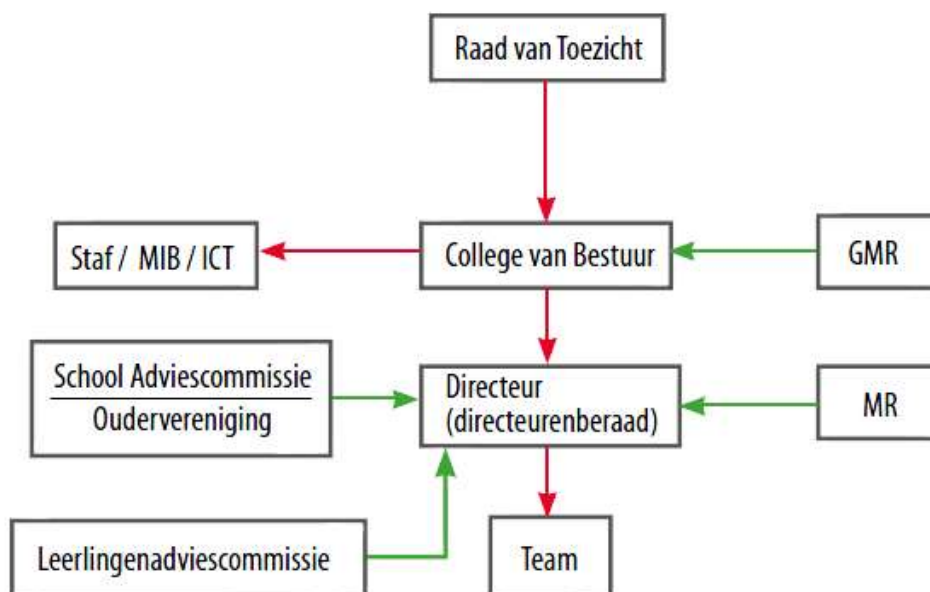 Raad van Toezicht
Staf / MIB / ICT
College van Bestuur
GMR
School Adviescommissie
Oudervereniging
Directeur
(directeurenberaad)
MR
Leerlingenadviescommissie
Team